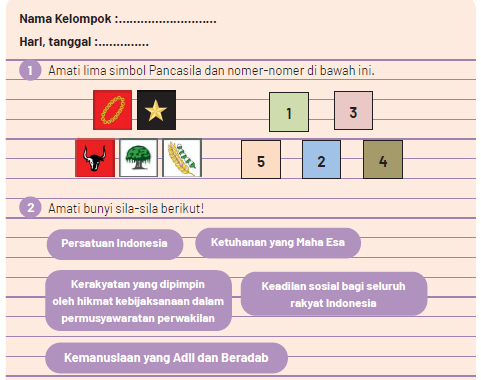 Nama Kelompok :...........................
Hari, tanggal :..............
1 Amati lima simbol Pancasila dan nomer-nomer di bawah ini.
1 3
5 2 4
2 Amati bunyi sila-sila berikut!
Persatuan Indonesia
Ketuhanan yang Maha Esa
Kerakyatan yang dipimpin
oleh hikmat kebijaksanaan dalam
permusyawaratan perwakilan
Keadilan sosial bagi seluruh
rakyat Indonesia
Kemanusiaan yang Adil dan Beradab